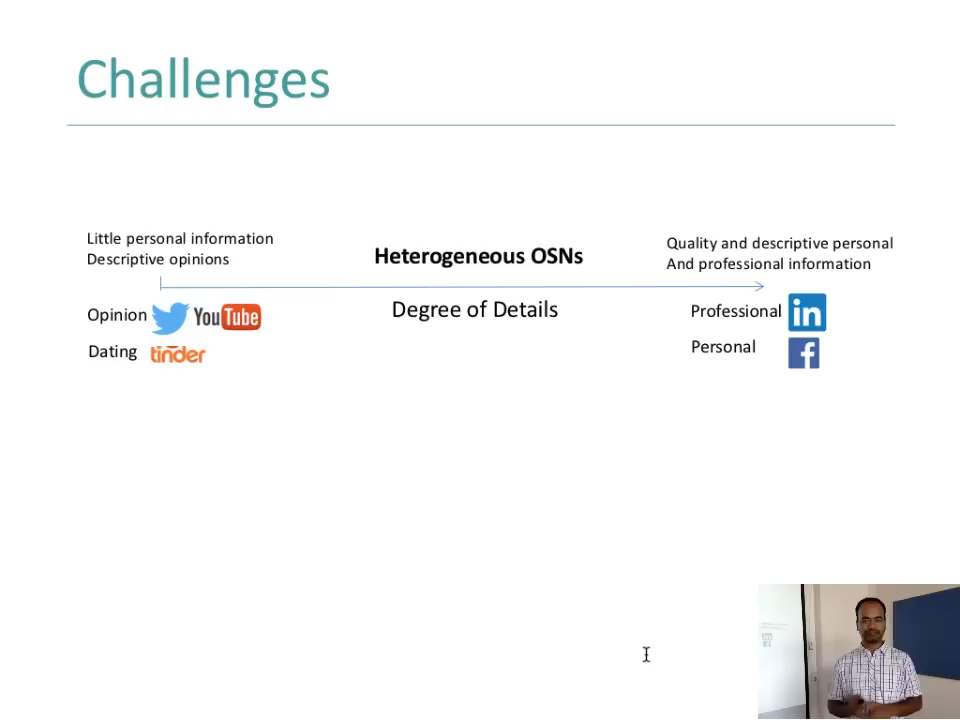 Challenges
Little personal information
Descriptive opinions
Heterogeneous OSNs
Quality and descriptive personal
And professional information
Degree of Details
Opinion
YouTube
Dating
tinder
Professional
in
Personal
f